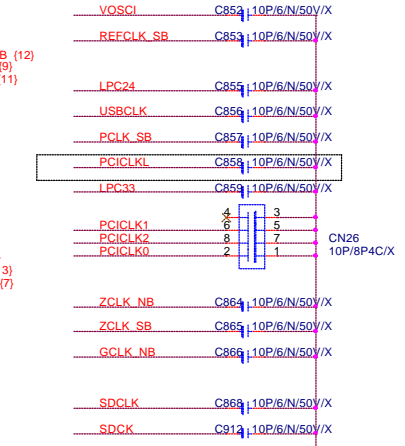 VOSCI C852 10P/6/N/50V/X
REFCLK_SB C853 10P/6/N/50V/X
B {12}
{9}
{11}
LPC24 C855 10P/6/N/50V/X
USBCLK C856 10P/6/N/50V/X
PCLK_SB C857 10P/6/N/50V/X
PCICLKL C858 10P/6/N/50V/X
LPC33 C859 10P/6/N/50V/X
4 3
PCICLK1 6 5
PCICLK2 8 7 CN26
PCICLK0 2 1 10P/8P4C/X
3}
{7}
ZCLK_NB C864 10P/6/N/50V/X
ZCLK_SB C865 10P/6/N/50V/X
GCLK_NB C866 10P/6/N/50V/X
SDCLK C868 10P/6/N/50V/X
SDCK C912 10P/6/N/50V/X